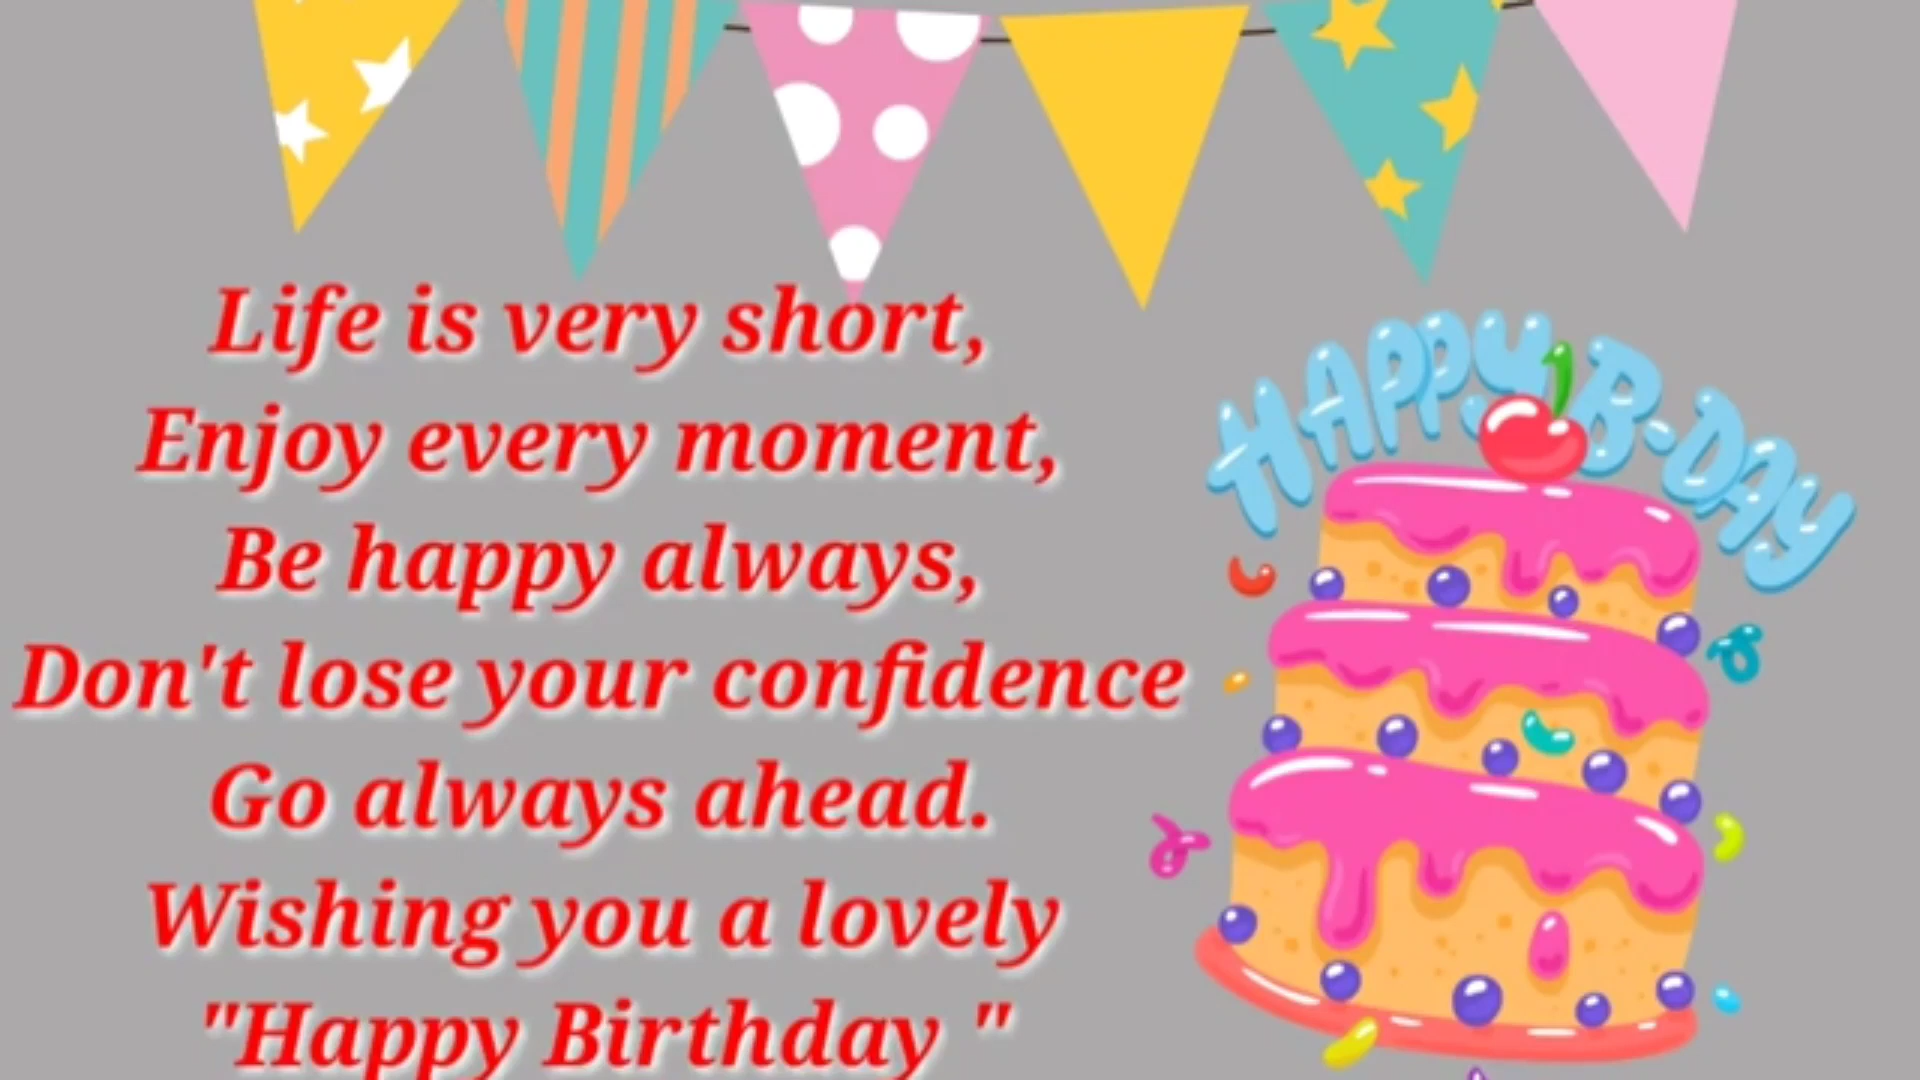 Life is very short,
Enjoy every moment,
Be happy always,
Don't lose your confidence
Go always ahead.
Wishing you a lovely
"Happy Birthday "
HAPPY B-DAY